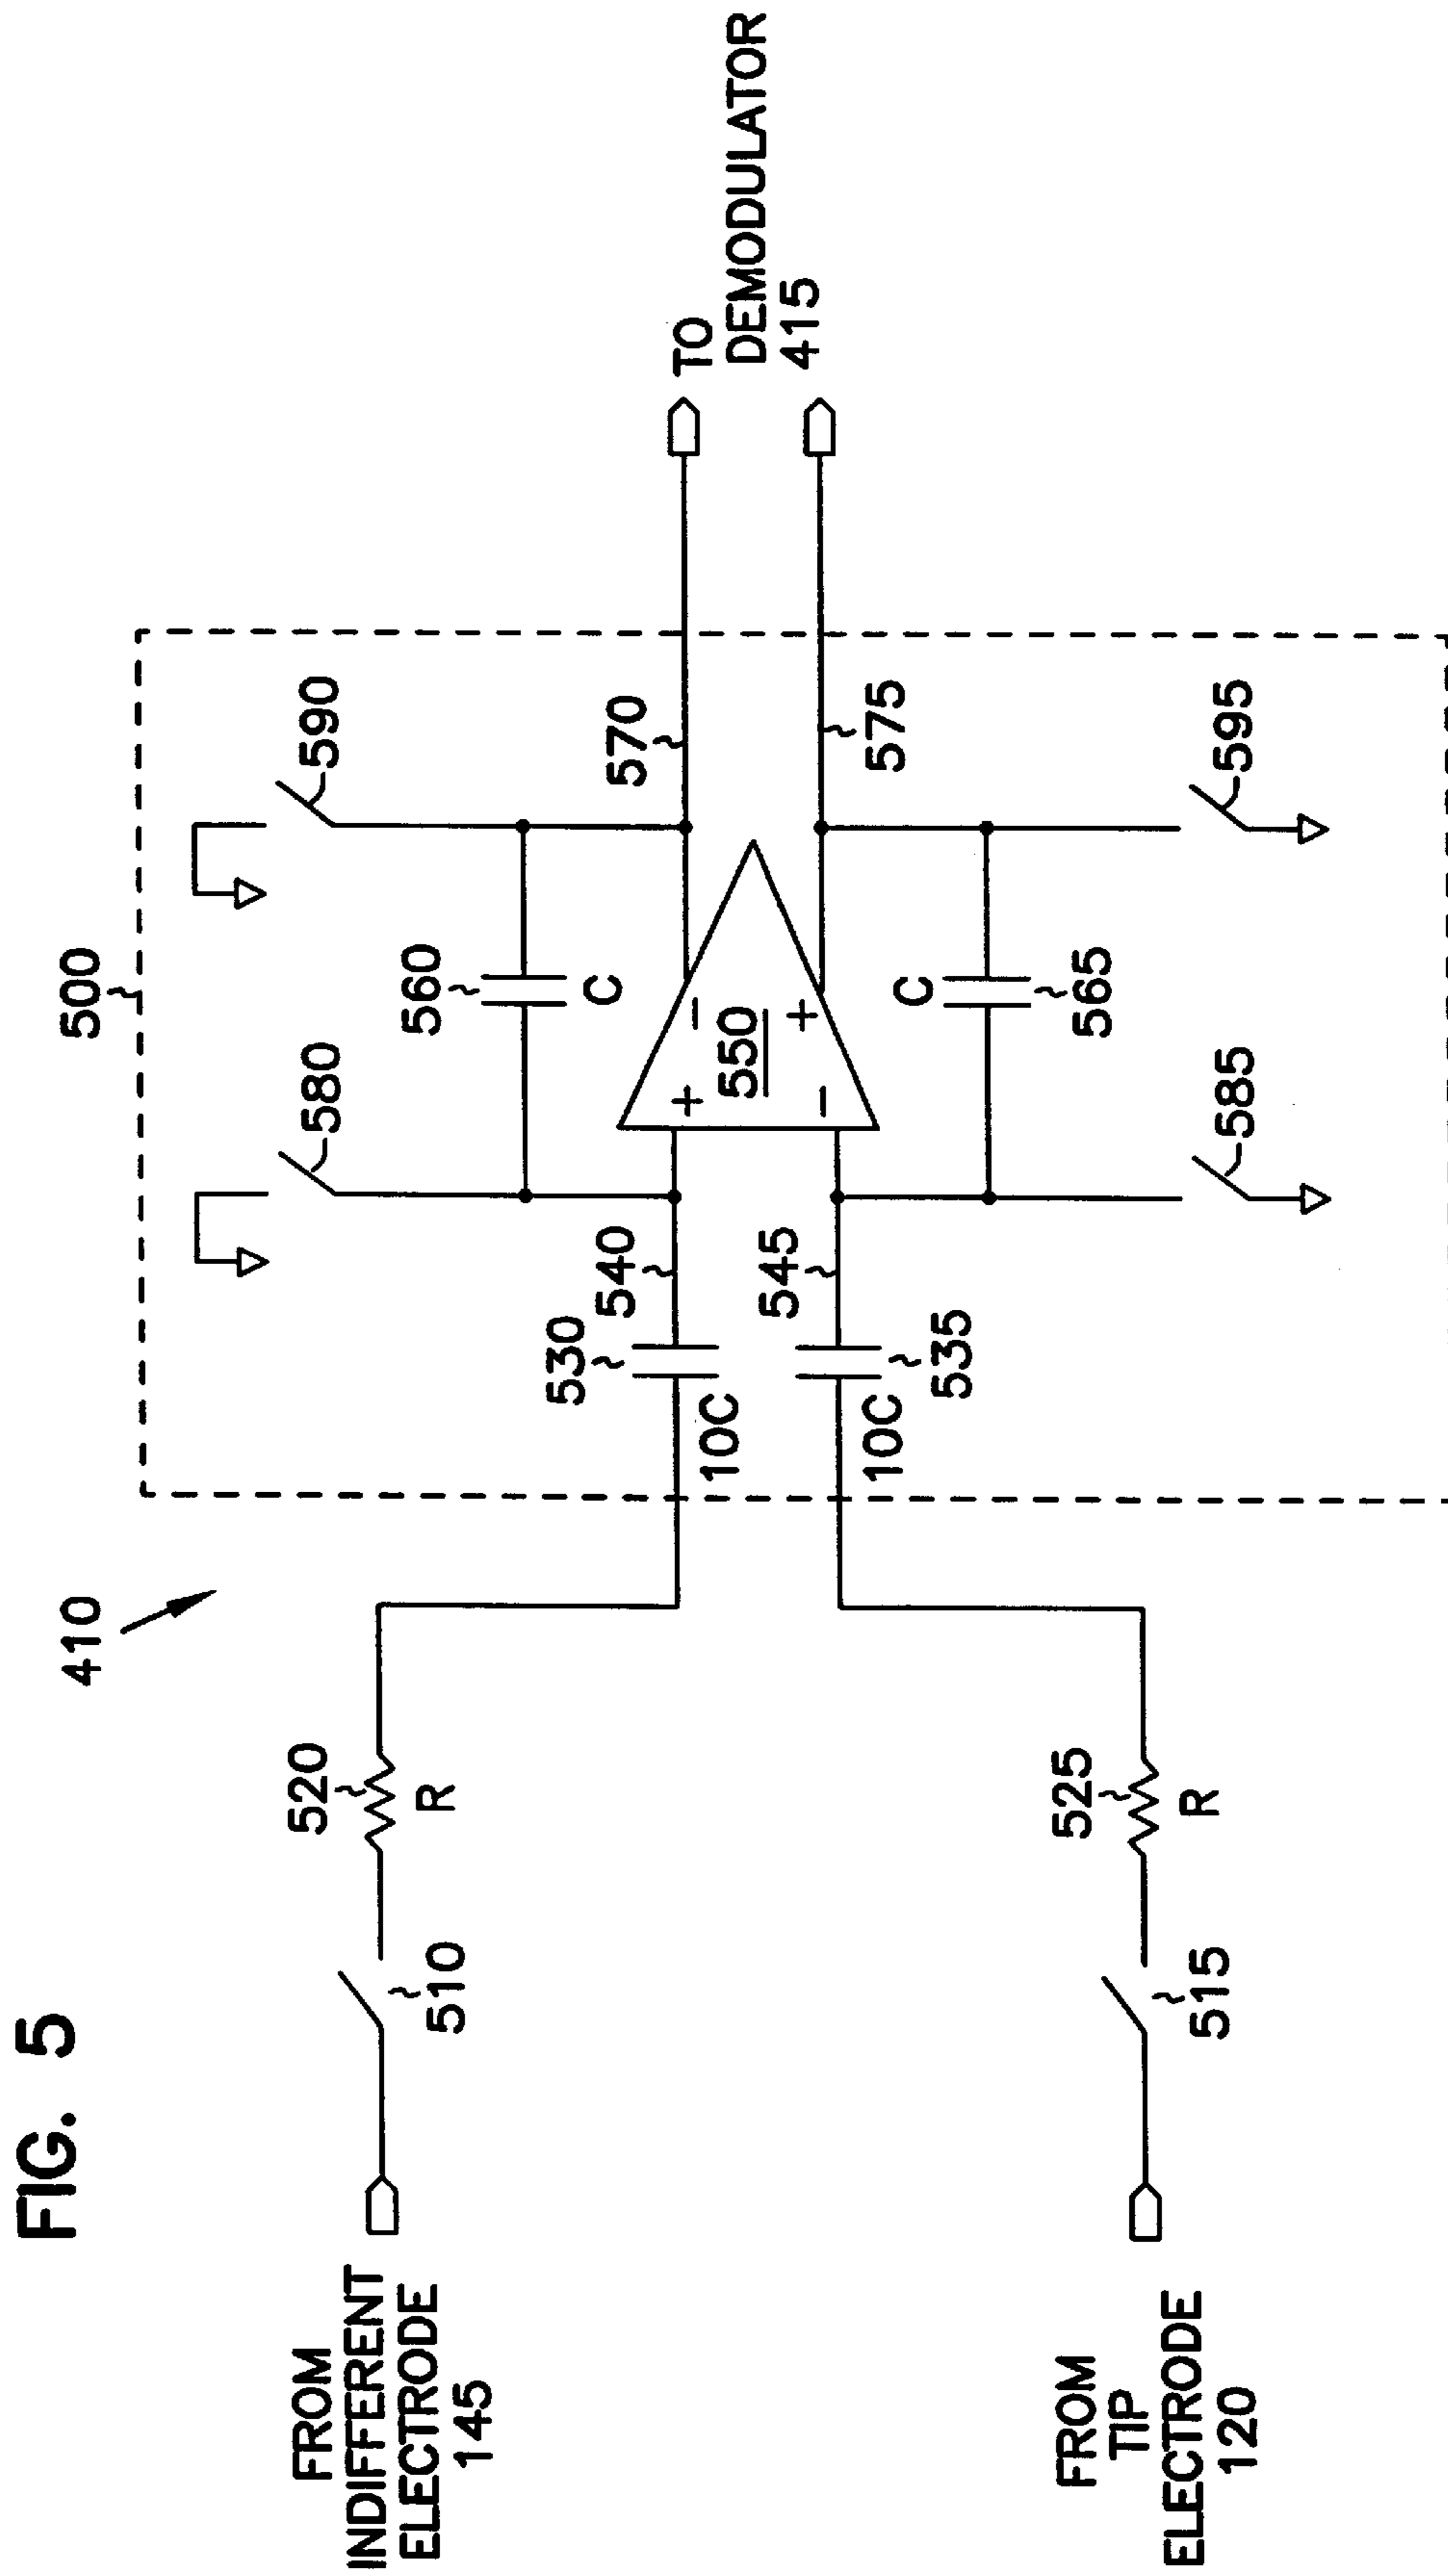 FIG. 5
410
500
FROM
INDIFFERENT
ELECTRODE
145
510
520
R
530
10C
540
580
560
C
590
570
+
−
550
−
+
TO
DEMODULATOR
415
FROM
TIP
ELECTRODE
120
515
525
R
10C
535
545
585
C
565
575
595